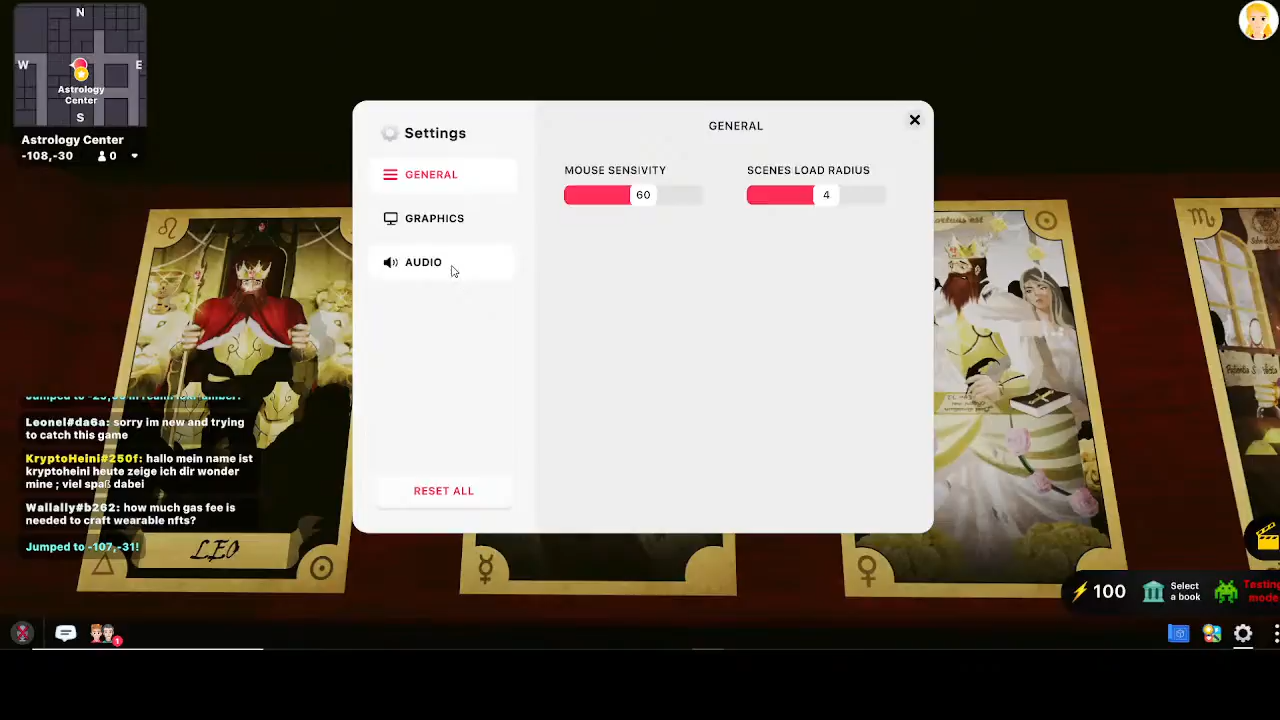 N
W
E
Astrology
Center
S
Astrology Center
-108,-30
0
Settings
GENERAL
GRAPHICS
AUDIO
RESET ALL
GENERAL
MOUSE SENSIVITY
60
SCENES LOAD RADIUS
4
Leonel#da6a: sorry im new and trying
to catch this game
KryptoHeini#250f: hallo mein name ist
kryptoheini heute zeige ich dir wonder
mine ; viel spaß dabei
Wallally#b262: how much gas fee is
needed to craft wearable nfts?
Jumped to -107,-31!
LEO
100
Select
a book
Testing
mode
1